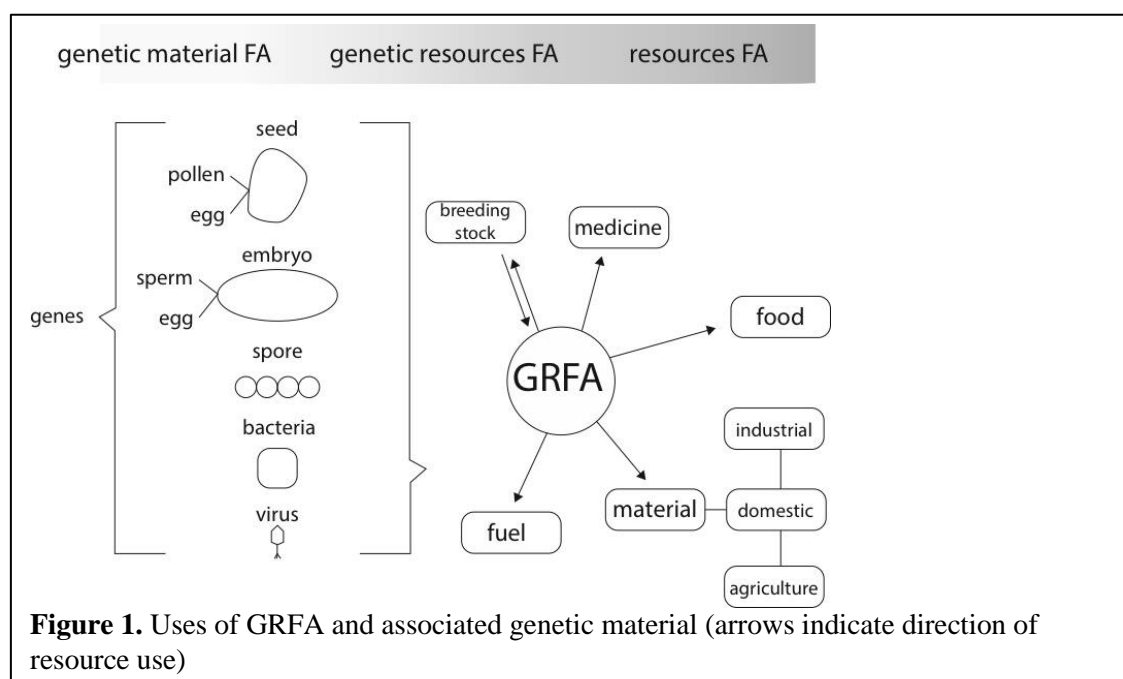 genetic material FA genetic resources FA resources FA
seed
pollen
egg
embryo
sperm
egg
genes
spore
bacteria
virus
breeding
stock
medicine
food
GRFA
industrial
material
domestic
fuel
agriculture
Figure 1. Uses of GRFA and associated genetic material (arrows indicate direction of
resource use)